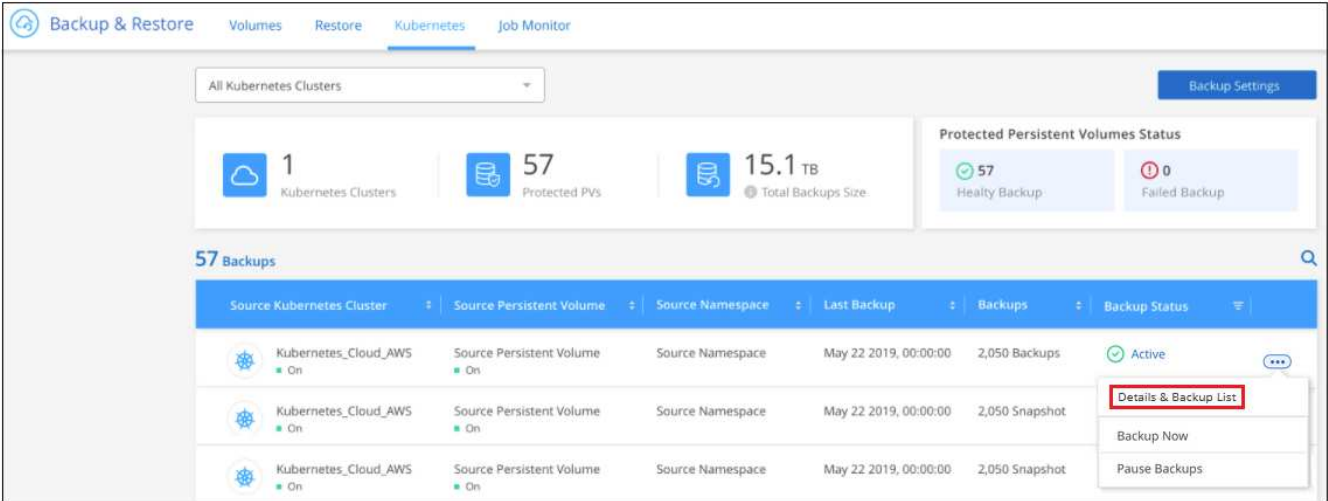 Backup & Restore Volumes Restore Kubernetes Job Monitor
All Kubernetes Clusters
Backup Settings
1
Kubernetes Clusters
57
Protected PVs
15.1 TB
Total Backups Size
Protected Persistent Volumes Status
57
Healty Backup
0
Failed Backup
57 Backups
Source Kubernetes Cluster Source Persistent Volume Source Namespace Last Backup Backups Backup Status
Kubernetes_Cloud_AWS Source Persistent Volume Source Namespace May 22 2019, 00:00:00 2,050 Backups Active
On On
Details & Backup List
Kubernetes_Cloud_AWS Source Persistent Volume Source Namespace May 22 2019, 00:00:00 2,050 Snapshot
On On
Backup Now
Kubernetes_Cloud_AWS Source Persistent Volume Source Namespace May 22 2019, 00:00:00 2,050 Snapshot
On On
Pause Backups